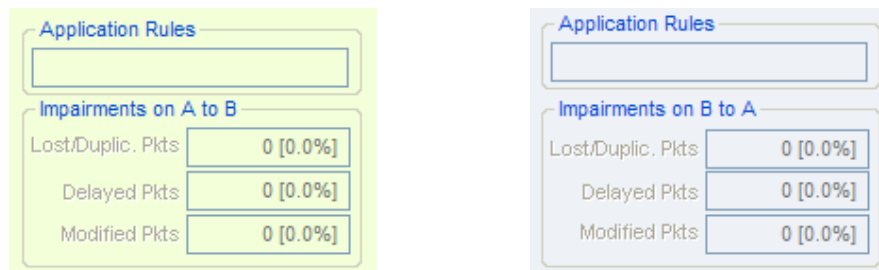 Application Rules
Impairments on A to B
Lost/Duplic. Pkts 0 [0.0%]
Delayed Pkts 0 [0.0%]
Modified Pkts 0 [0.0%]
Application Rules
Impairments on B to A
Lost/Duplic. Pkts 0 [0.0%]
Delayed Pkts 0 [0.0%]
Modified Pkts 0 [0.0%]